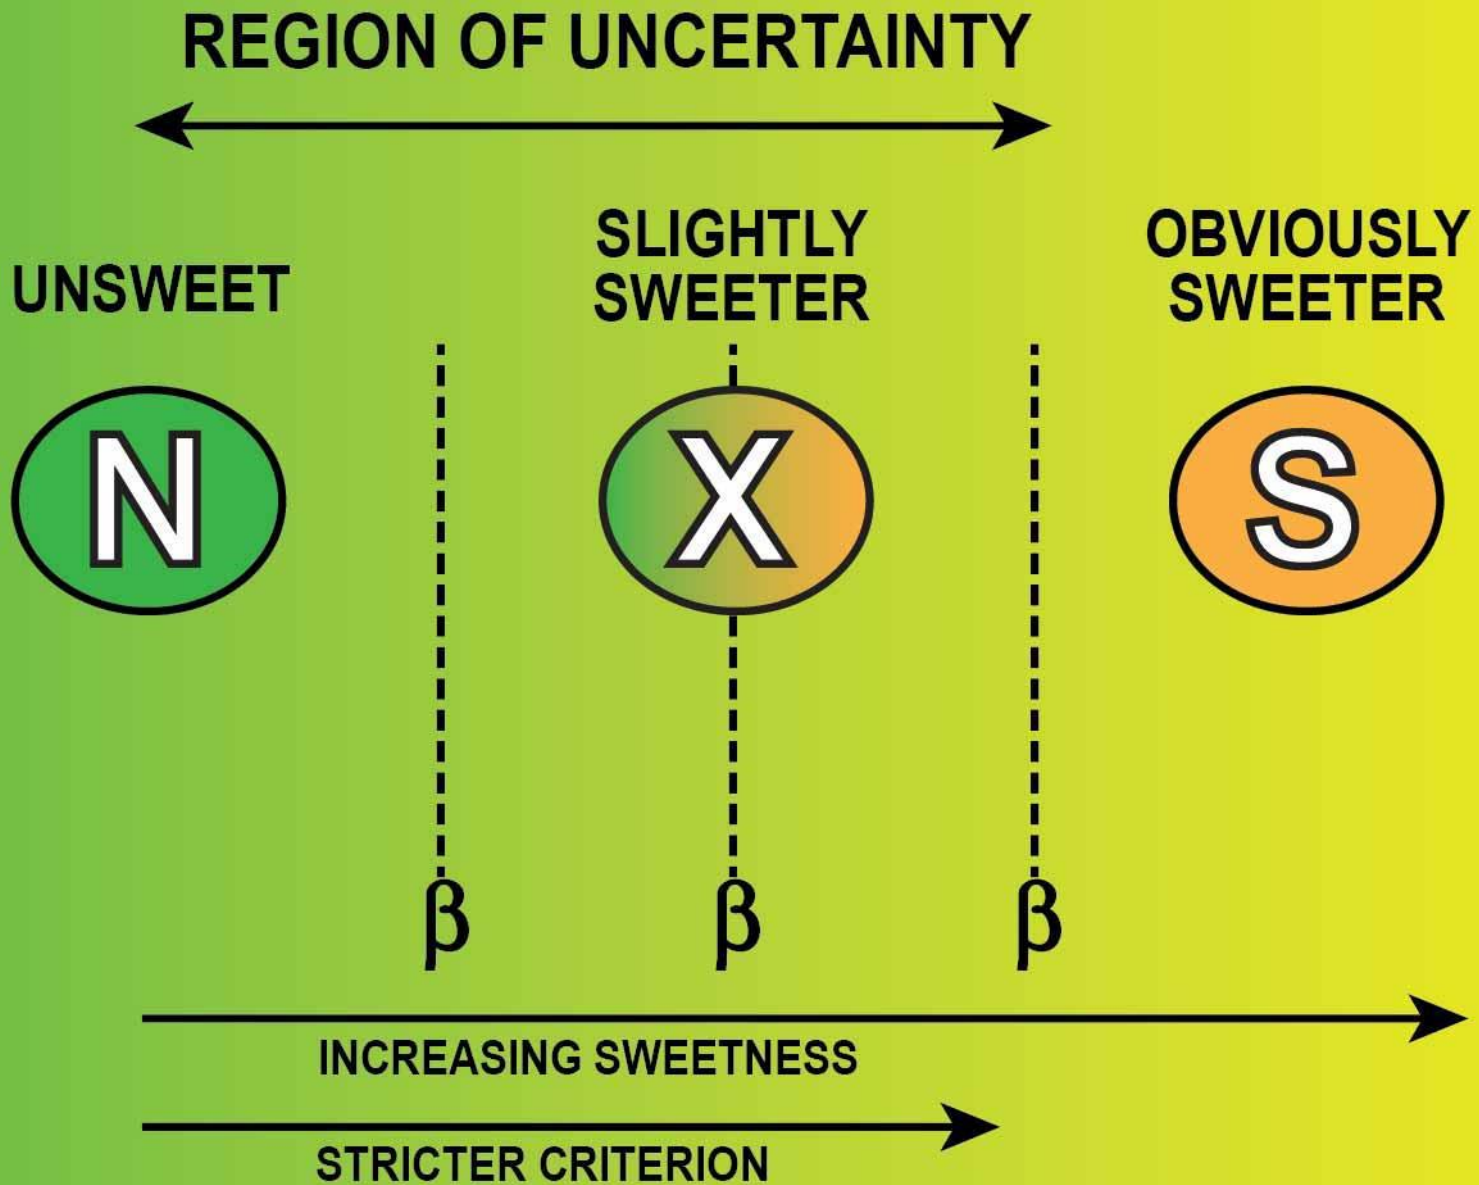 REGION OF UNCERTAINTY
UNSWEET
SLIGHTLY
SWEETER
OBVIOUSLY
SWEETER
N X S
β β β
INCREASING SWEETNESS
STRICTER CRITERION